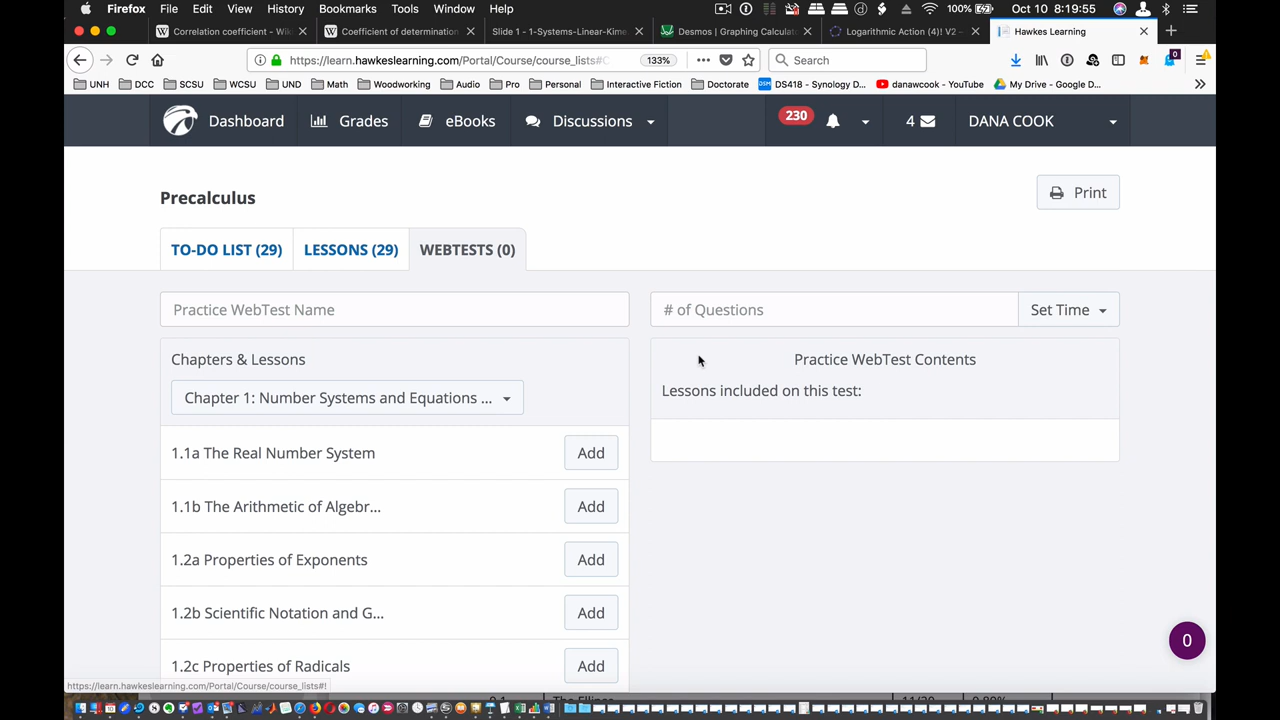 Firefox File Edit View History Bookmarks Tools Window Help 100% Oct 10 8:19:55
Correlation coefficient - Wiki Coefficient of determination Slide 1 - 1-Systems-Linear-Kime Desmos | Graphing Calculat Logarithmic Action (4)! V2 - Hawkes Learning
https://learn.hawkeslearning.com/Portal/Course/course_lists#C 133% Search 0
UNH DCC SCSU WCSU UND Math Woodworking Audio Pro Personal Interactive Fiction Doctorate DS418 - Synology D... danawcook - YouTube My Drive - Google D...
Dashboard Grades eBooks Discussions 230 4 DANA COOK
Precalculus Print
TO-DO LIST (29) LESSONS (29) WEBTESTS (0)
Practice WebTest Name # of Questions Set Time
Chapters & Lessons Practice WebTest Contents
Chapter 1: Number Systems and Equations ... Lessons included on this test:
1.1a The Real Number System Add
1.1b The Arithmetic of Algebr... Add
1.2a Properties of Exponents Add
1.2b Scientific Notation and G... Add
0
1.2c Properties of Radicals Add
https://learn.hawkeslearning.com/Portal/Course/course_lists#!
9.1 The Ellipse